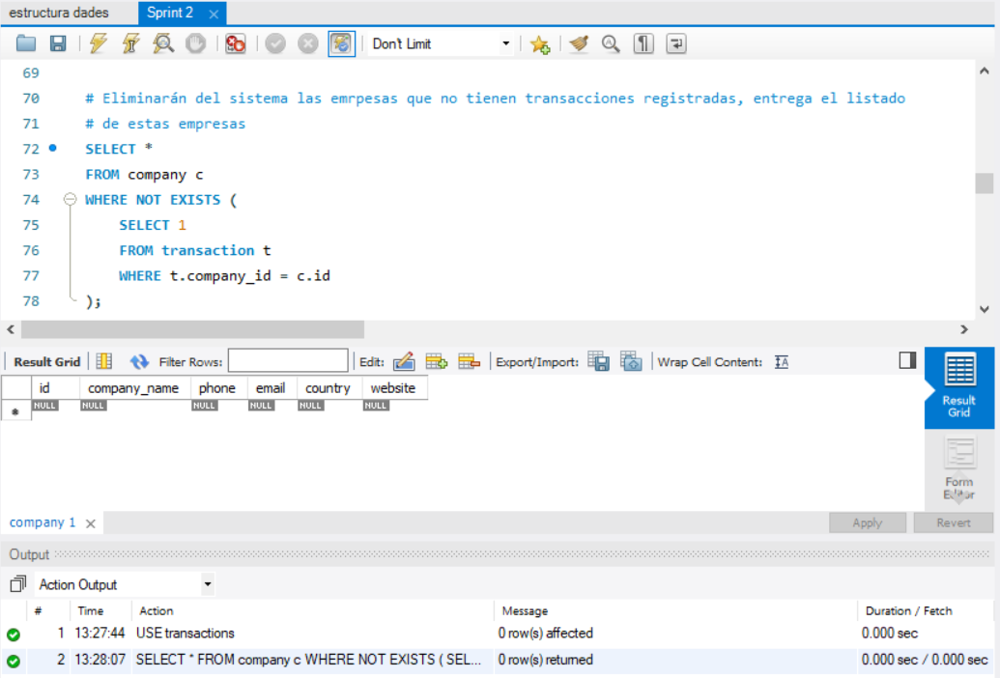 estructura dades Sprint 2
Don't Limit
69
70 # Eliminarán del sistema las emrpesas que no tienen transacciones registradas, entrega el listado
71 # de estas empresas
72 SELECT *
73 FROM company c
74 WHERE NOT EXISTS (
75 SELECT 1
76 FROM transaction t
77 WHERE t.company_id = c.id
78 );
Result Grid Filter Rows: Edit: Export/Import: Wrap Cell Content:
id company_name phone email country website
NULL NULL NULL NULL NULL NULL
Result
Grid
Form
Editor
company 1 Apply Revert
Output
Action Output
# Time Action Message Duration / Fetch
1 13:27:44 USE transactions 0 row(s) affected 0.000 sec
2 13:28:07 SELECT * FROM company c WHERE NOT EXISTS ( SEL... 0 row(s) returned 0.000 sec / 0.000 sec